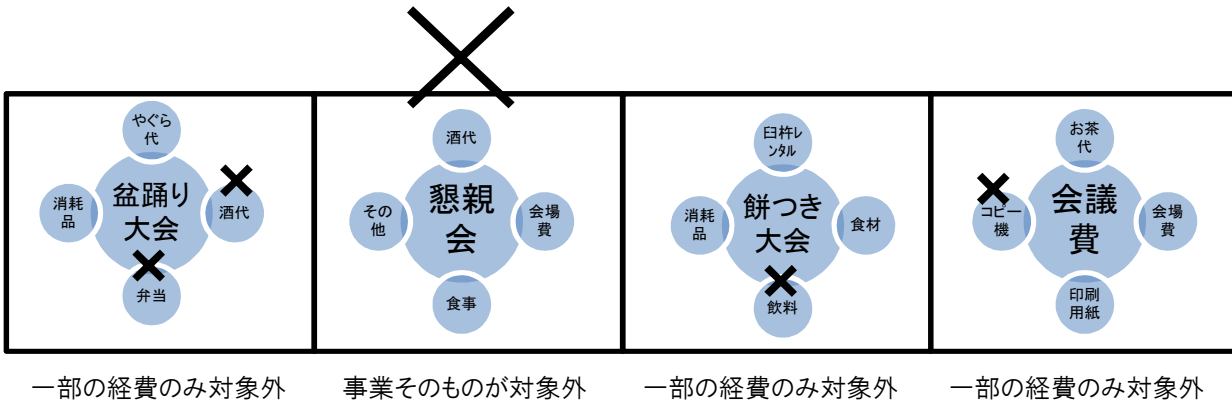 やぐら
代
盆踊り
大会
消耗
品
酒代
弁当
酒代
懇親
会
その
他
会場
費
食事
臼杵レ
ンタル
餅つき
大会
消耗
品
食材
飲料
お茶
代
会議
費
コピー
機
会場
費
印刷
用紙
一部の経費のみ対象外
事業そのものが対象外
一部の経費のみ対象外
一部の経費のみ対象外